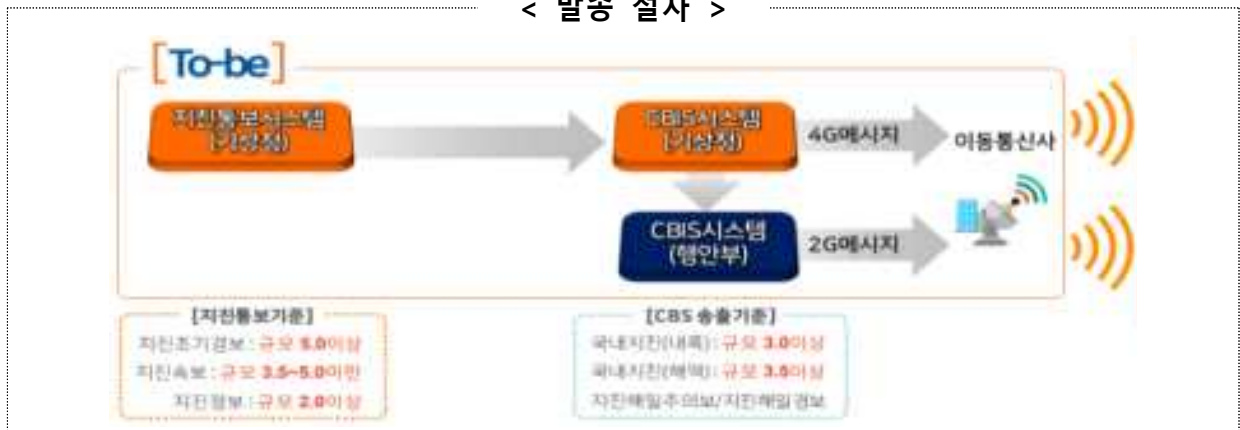 < 발송 절차 >
[To-be]
지진통보시스템
(기상청)
CBIS시스템
(기상청)
4G메시지
이동통신사
CBIS시스템
(행안부)
2G메시지
[지진통보기준]
지진조기경보 : 규모 5.0이상
지진속보 : 규모 3.5~5.0미만
지진정보 : 규모 2.0이상
[CBS 송출기준]
국내지진(내륙) : 규모 3.0이상
국내지진(해역) : 규모 3.5이상
지진해일주의보/지진해일경보